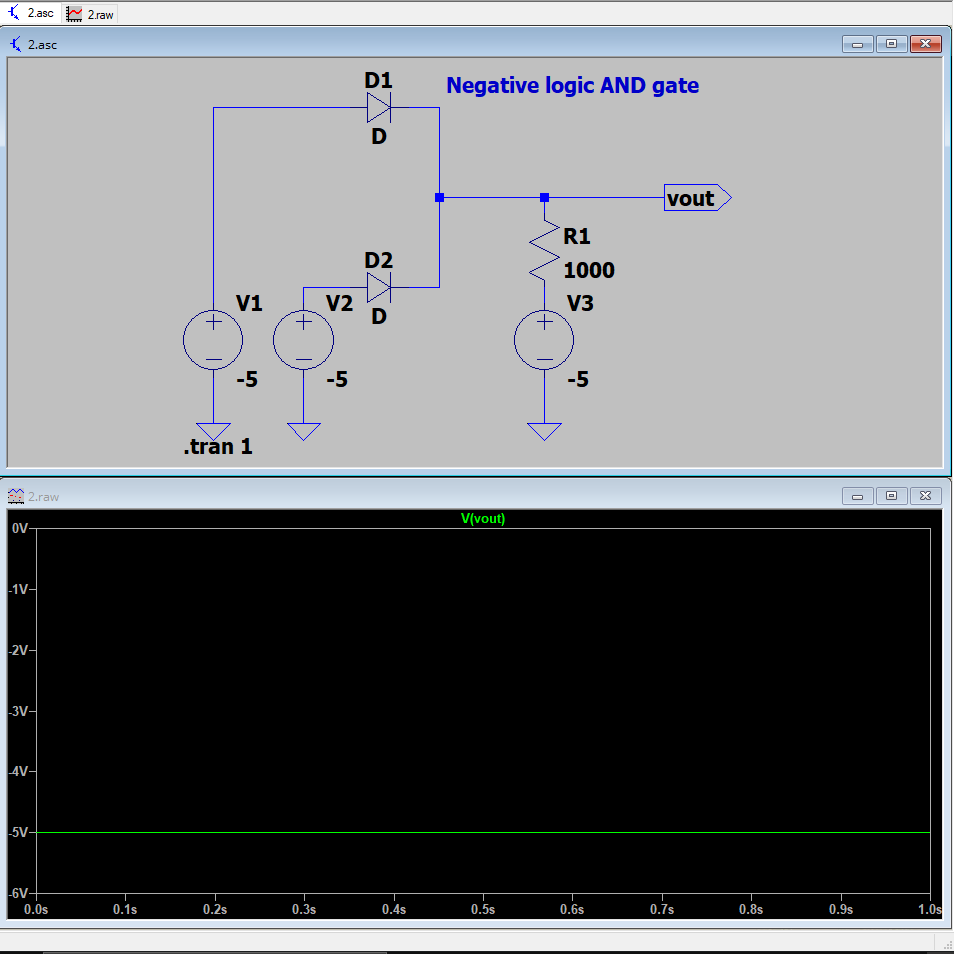 2.asc 2.raw
2.asc
D1
Negative logic AND gate
D
vout
R1
D2
1000
V1 V2 D V3
-5 -5 -5
.tran 1
2.raw
V(vout)
0V
-1V
-2V
-3V
-4V
-5V
-6V
0.0s 0.1s 0.2s 0.3s 0.4s 0.5s 0.6s 0.7s 0.8s 0.9s 1.0s